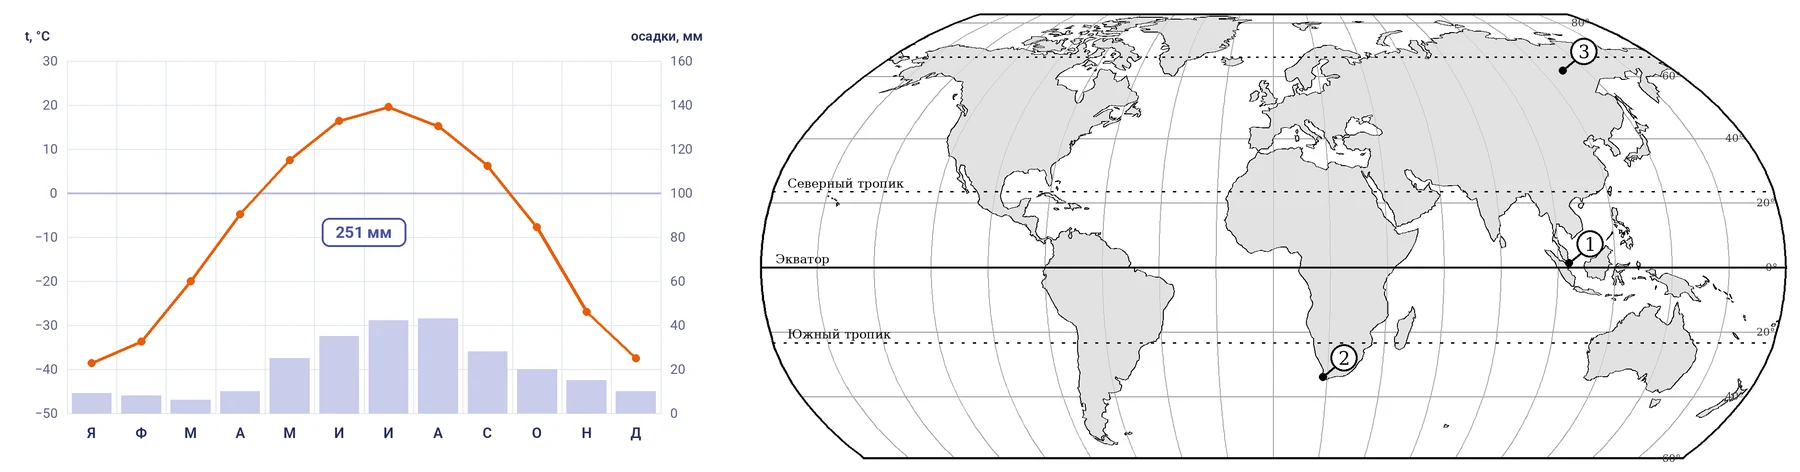 t, °C
осадки, мм
30 160
20 140
10 120
0 100
−10 80
−20 60
−30 40
−40 20
−50 0
251 мм
Я Ф М А М И И А С О Н Д
80°
3
60°
40°
Северный тропик
20°
1
Экватор
0°
Южный тропик
20°
2
40°
60°